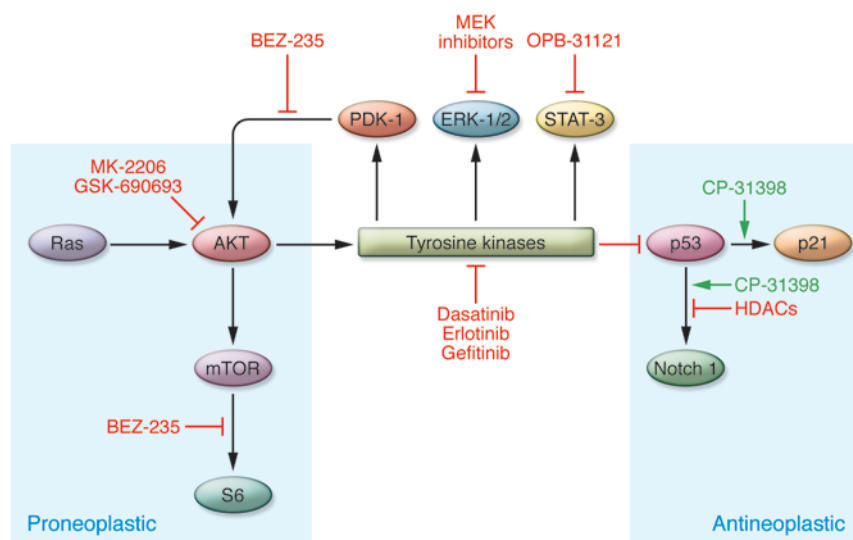 BEZ-235
MEK
inhibitors
OPB-31121
PDK-1
ERK-1/2
STAT-3
MK-2206
GSK-690693
CP-31398
Ras
AKT
Tyrosine kinases
p53
p21
Dasatinib
Erlotinib
Gefitinib
CP-31398
HDACs
mTOR
Notch 1
BEZ-235
S6
Proneoplastic
Antineoplastic